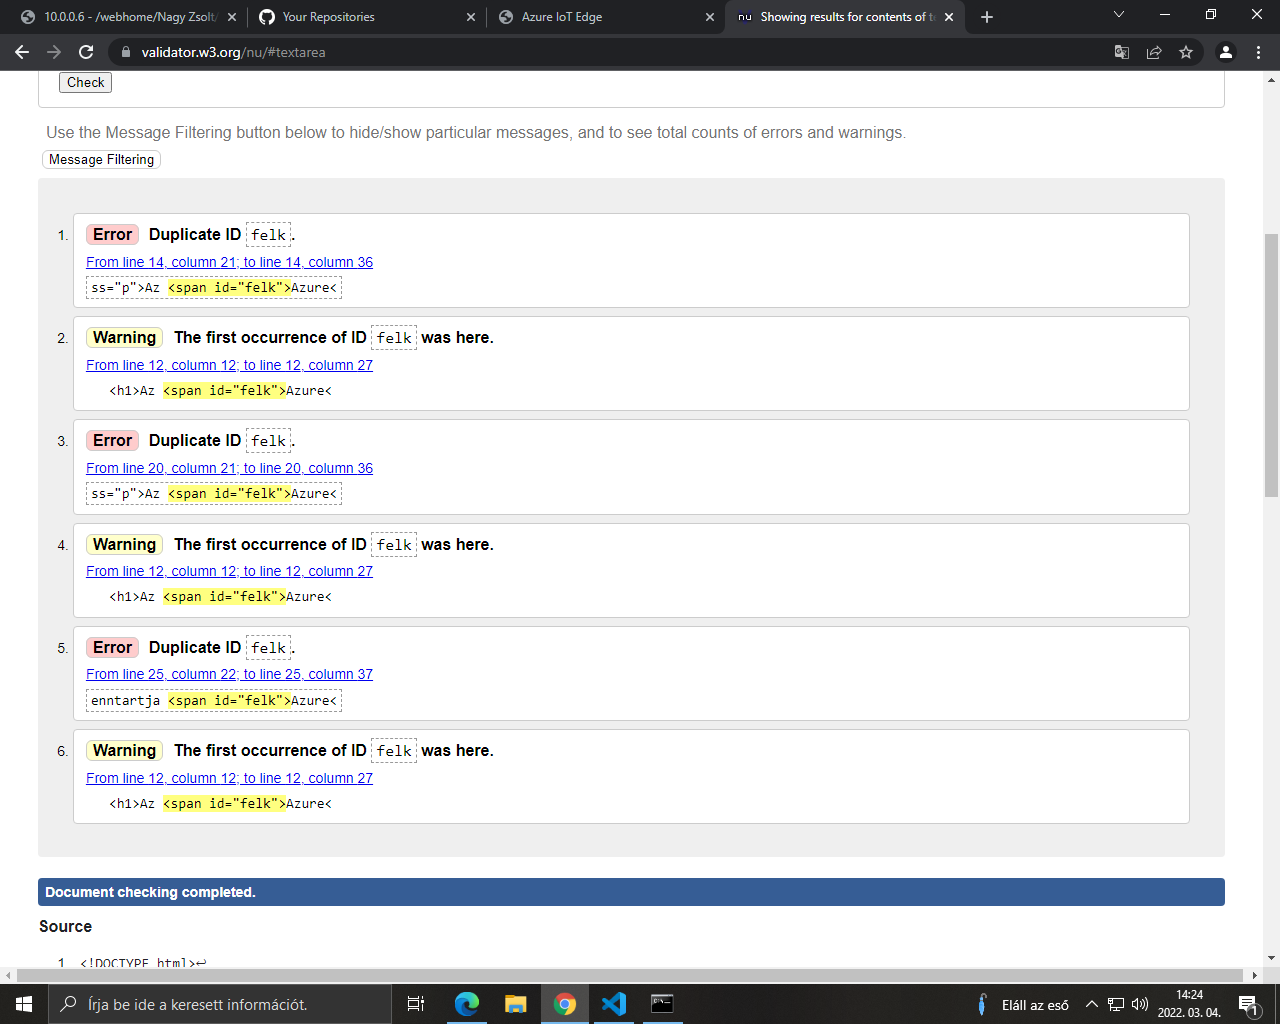 10.0.0.6 - /webhome/Nagy Zsolt/
Your Repositories
Azure IoT Edge
Showing results for contents of t
validator.w3.org/nu/#textarea
Check
Use the Message Filtering button below to hide/show particular messages, and to see total counts of errors and warnings.
Message Filtering
1. Error Duplicate ID felk.
From line 14, column 21; to line 14, column 36
ss="p">Az <span id="felk">Azure<
2. Warning The first occurrence of ID felk was here.
From line 12, column 12; to line 12, column 27
<h1>Az <span id="felk">Azure<
3. Error Duplicate ID felk.
From line 20, column 21; to line 20, column 36
ss="p">Az <span id="felk">Azure<
4. Warning The first occurrence of ID felk was here.
From line 12, column 12; to line 12, column 27
<h1>Az <span id="felk">Azure<
5. Error Duplicate ID felk.
From line 25, column 22; to line 25, column 37
enntartja <span id="felk">Azure<
6. Warning The first occurrence of ID felk was here.
From line 12, column 12; to line 12, column 27
<h1>Az <span id="felk">Azure<
Document checking completed.
Source
1 <!DOCTYPE html>↩
Írja be ide a keresett információt.
Eláll az eső
14:24
2022. 03. 04.
1